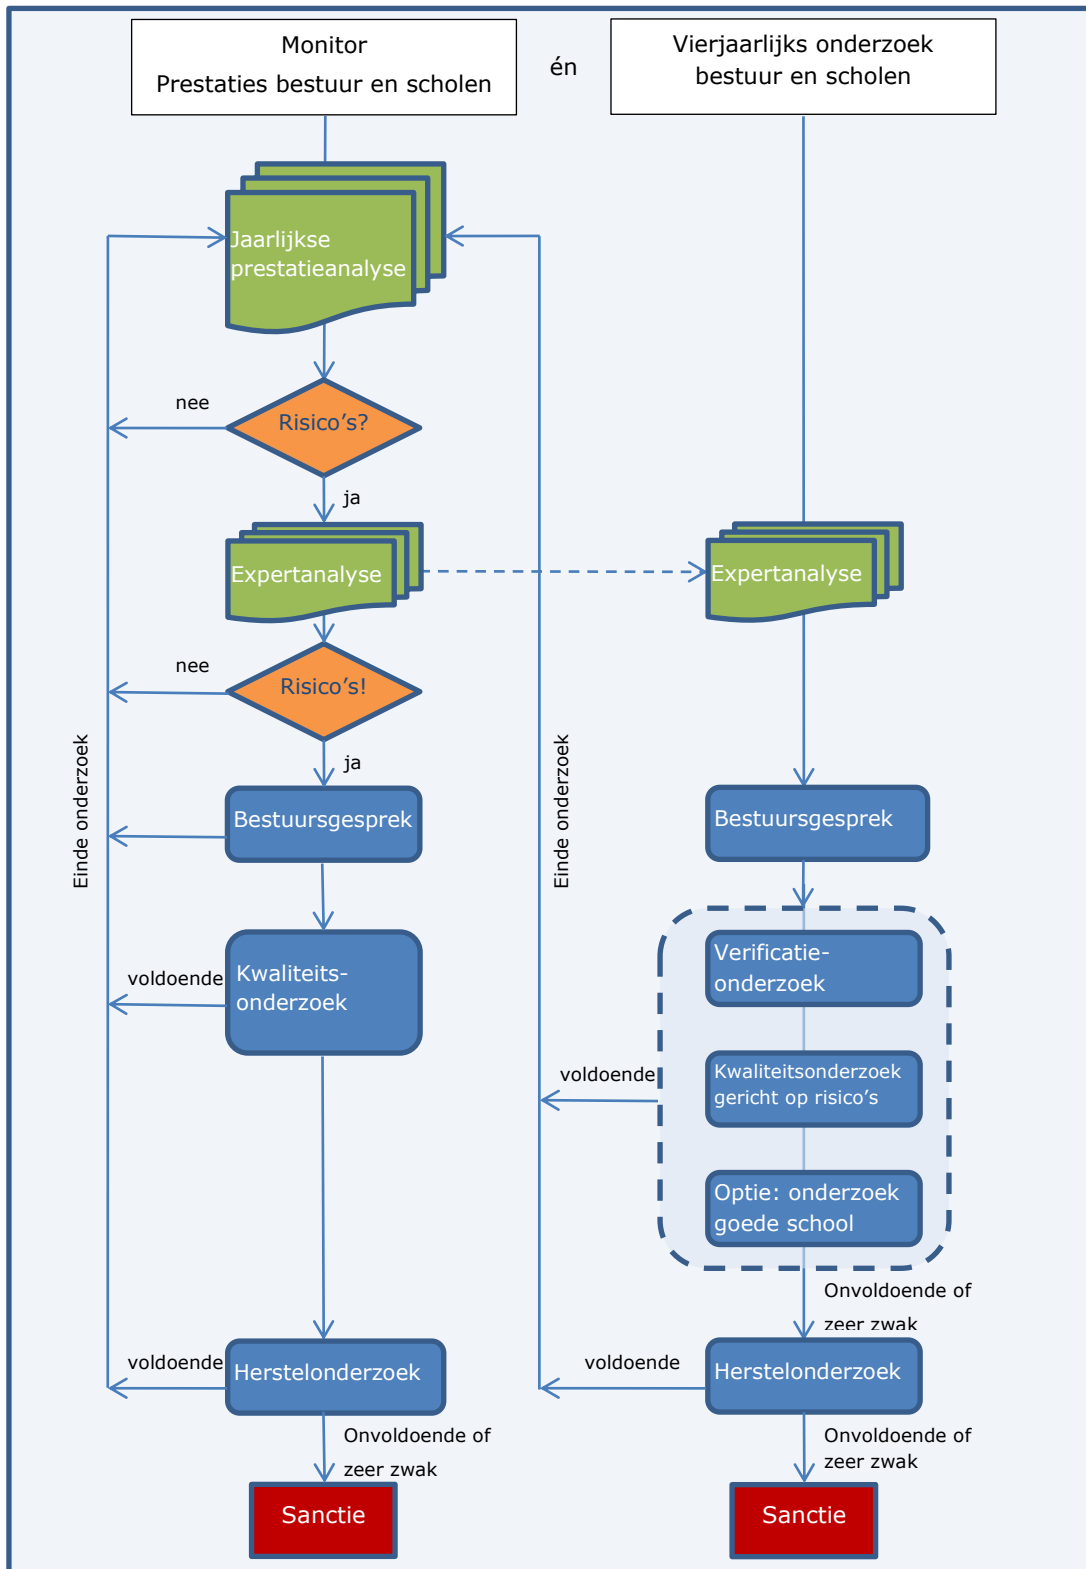 Monitor
Prestaties bestuur en scholen
én
Vierjaarlijks onderzoek
bestuur en scholen
Jaarlijkse
prestatieanalyse
nee
Risico's?
ja
Expertanalyse
Expertanalyse
nee
Risico's!
ja
Einde onderzoek
Einde onderzoek
Bestuursgesprek
Bestuursgesprek
Kwaliteits-
onderzoek
voldoende
Verificatie-
onderzoek
voldoende
Kwaliteitsonderzoek
gericht op risico's
Optie: onderzoek
goede school
Onvoldoende of
zeer zwak
voldoende
Herstelonderzoek
voldoende
Herstelonderzoek
Onvoldoende of
zeer zwak
Onvoldoende of
zeer zwak
Sanctie
Sanctie